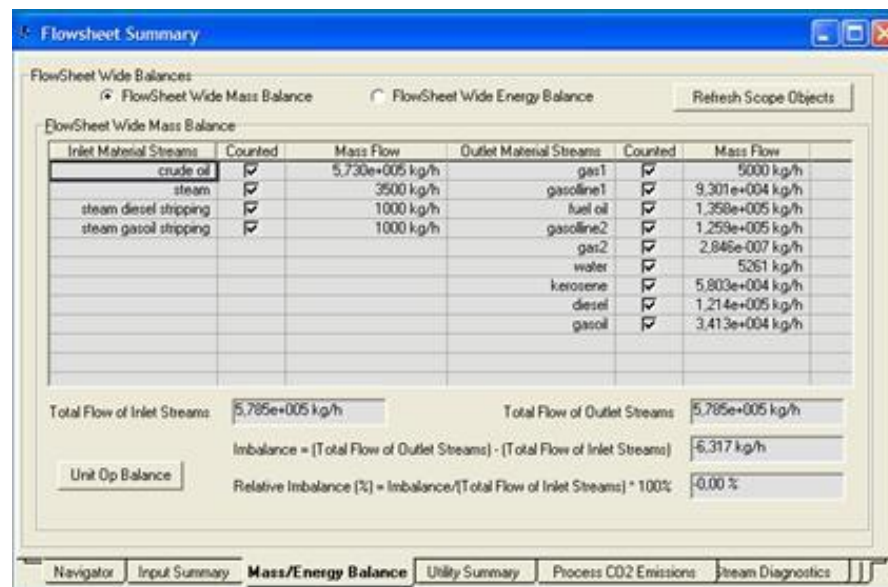 Flowsheet Summary
FlowSheet Wide Balances
FlowSheet Wide Mass Balance FlowSheet Wide Energy Balance Refresh Scope Objects
FlowSheet Wide Mass Balance
Inlet Material Streams Counted Mass Flow Outlet Material Streams Counted Mass Flow
crude oil 5,730e+005 kg/h gas1 5000 kg/h
steam 3500 kg/h gasolline1 9,301e+004 kg/h
steam diesel stripping 1000 kg/h fuel oil 1,358e+005 kg/h
steam gasoil stripping 1000 kg/h gasolline2 1,259e+005 kg/h
gas2 2,846e-007 kg/h
water 5261 kg/h
kerosene 5,803e+004 kg/h
diesel 1,214e+005 kg/h
gasoil 3,413e+004 kg/h
Total Flow of Inlet Streams 5,785e+005 kg/h Total Flow of Outlet Streams 5,785e+005 kg/h
Imbalance = (Total Flow of Outlet Streams) - (Total Flow of Inlet Streams) -6,317 kg/h
Unit Op Balance
Relative Imbalance (%) = Imbalance/(Total Flow of Inlet Streams) * 100% -0,00 %
Navigator Input Summary Mass/Energy Balance Utility Summary Process CO2 Emissions Stream Diagnostics